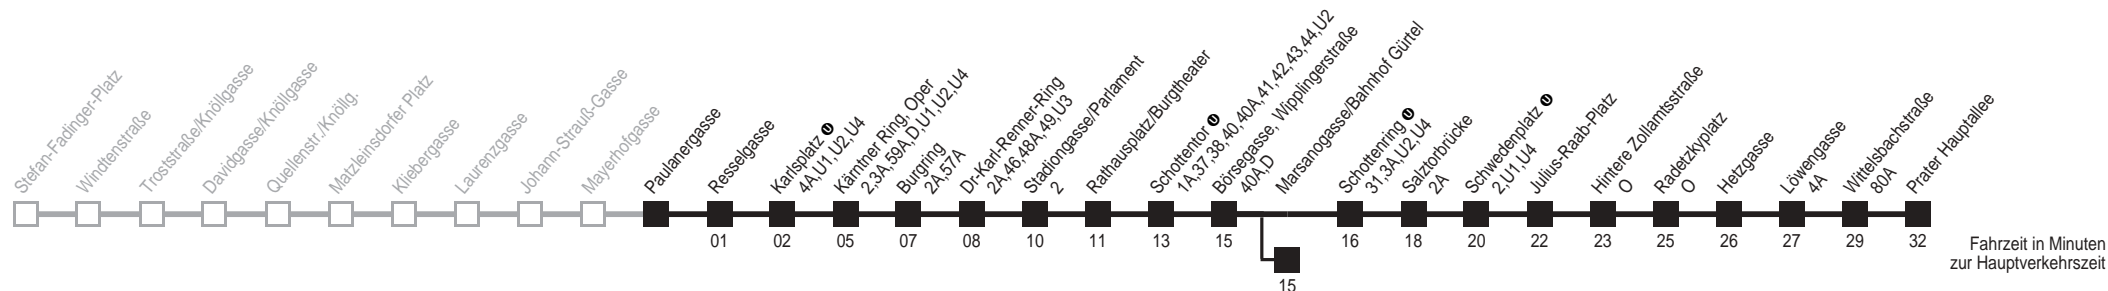 Stefan-Fadinger-Platz
Windtenstraße
Troststraße/Knöllgasse
Davidgasse/Knöllgasse
Quellenstr./Knöllg.
Matzleinsdorfer Platz
Kliebergasse
Laurenzgasse
Johann-Strauß-Gasse
Mayerhofgasse
Paulanergasse
Resselgasse
Karlsplatz U
4A,U1,U2,U4
Kärntner Ring, Oper
2,3A,59A,D,U1,U2,U4
Burgring
2A,57A
Dr-Karl-Renner-Ring
2A,46,48A,49,U3
Stadiongasse/Parlament
2
Rathausplatz/Burgtheater
Schottentor U
1A,37,38,40,40A,41,42,43,44,U2
Börsegasse, Wipplingerstraße
40A,D
Marsanogasse/Bahnhof Gürtel
Schottenring U
31,3A,U2,U4
Salztorbrücke
2A
Schwedenplatz U
2,U1,U4
Julius-Raab-Platz
Hintere Zollamtsstraße
O
Radetzkyplatz
O
Hetzgasse
Löwengasse
4A
Wittelsbachstraße
80A
Prater Hauptallee
01 02 05 07 08 10 11 13 15 16 18 20 22 23 25 26 27 29 32
15
Fahrzeit in Minuten
zur Hauptverkehrszeit